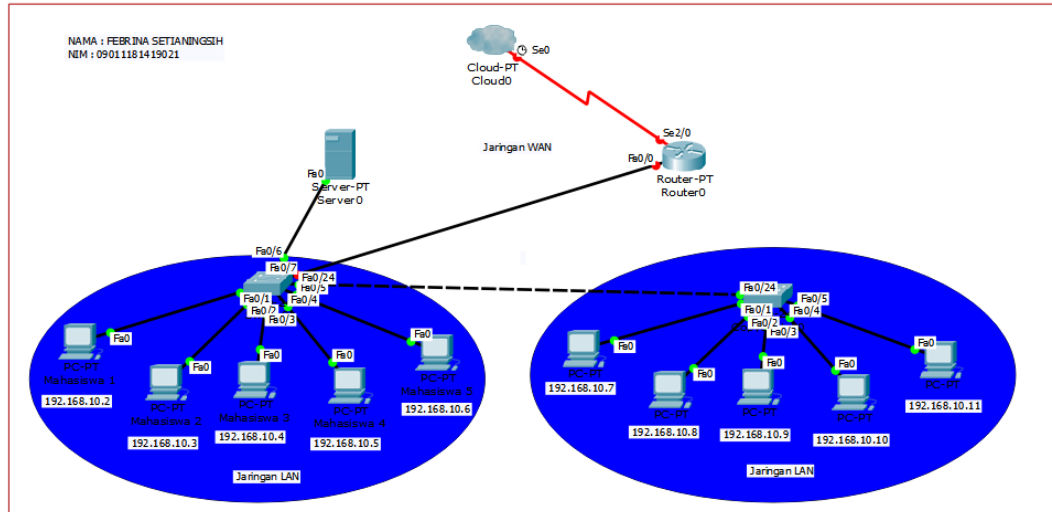 NAMA : FEBRINA SETIANINGSIH
NIM : 09011181419021
Se0
Cloud-PT
Cloud0
Jaringan WAN
Se2/0
Fa0/0
Router-PT
Router0
Fa0
Server-PT
Server0
Fa0/6
Fa0/7
Fa0/24
Fa0/5
Fa0/4
Fa0/1
Fa0/2
Fa0/3
Fa0
PC-PT
Mahasiswa 1
192.168.10.2
Fa0
PC-PT
Mahasiswa 2
192.168.10.3
Fa0
PC-PT
Mahasiswa 3
192.168.10.4
Fa0
PC-PT
Mahasiswa 4
192.168.10.5
Fa0
PC-PT
Mahasiswa 5
192.168.10.6
Jaringan LAN
Fa0/24
Fa0/5
Fa0/4
Fa0/1
Fa0/2
Fa0/3
Fa0
PC-PT
192.168.10.7
Fa0
PC-PT
192.168.10.8
Fa0
PC-PT
192.168.10.9
Fa0
PC-PT
192.168.10.10
Fa0
PC-PT
192.168.10.11
Jaringan LAN